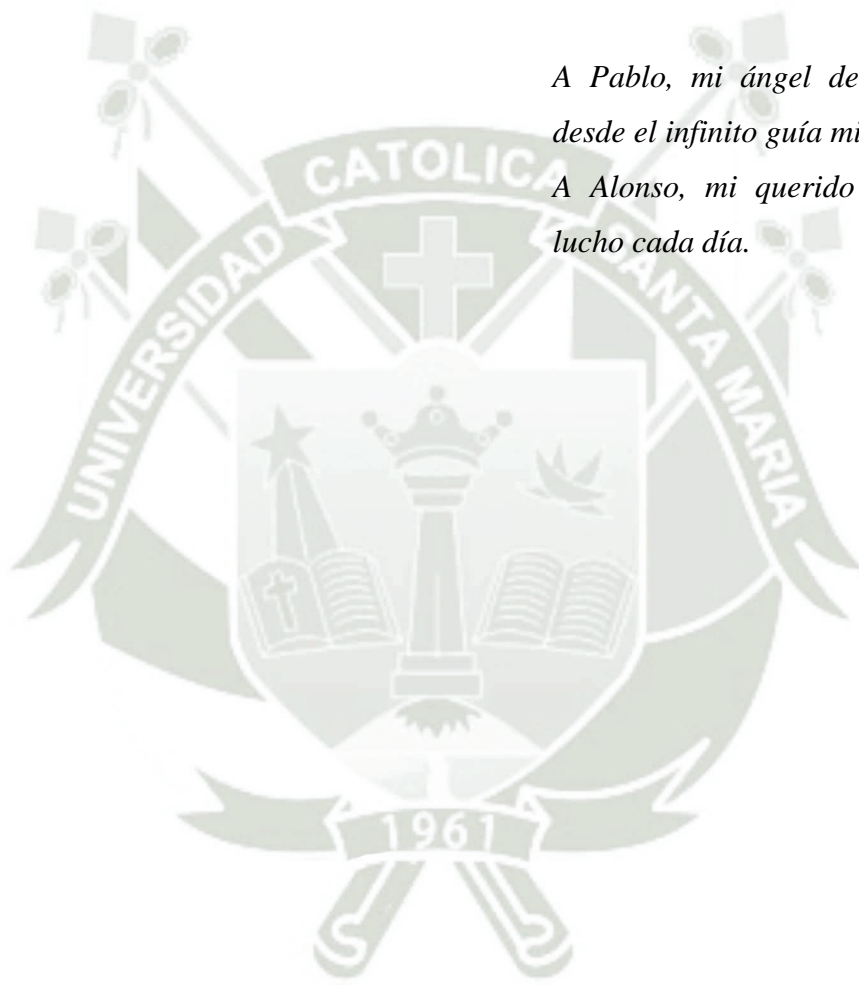 A Pablo, mi ángel de
desde el infinito guía mi
A Alonso, mi querido
lucho cada día.
UNIVERSIDAD CATOLICA SANTA MARIA
1961